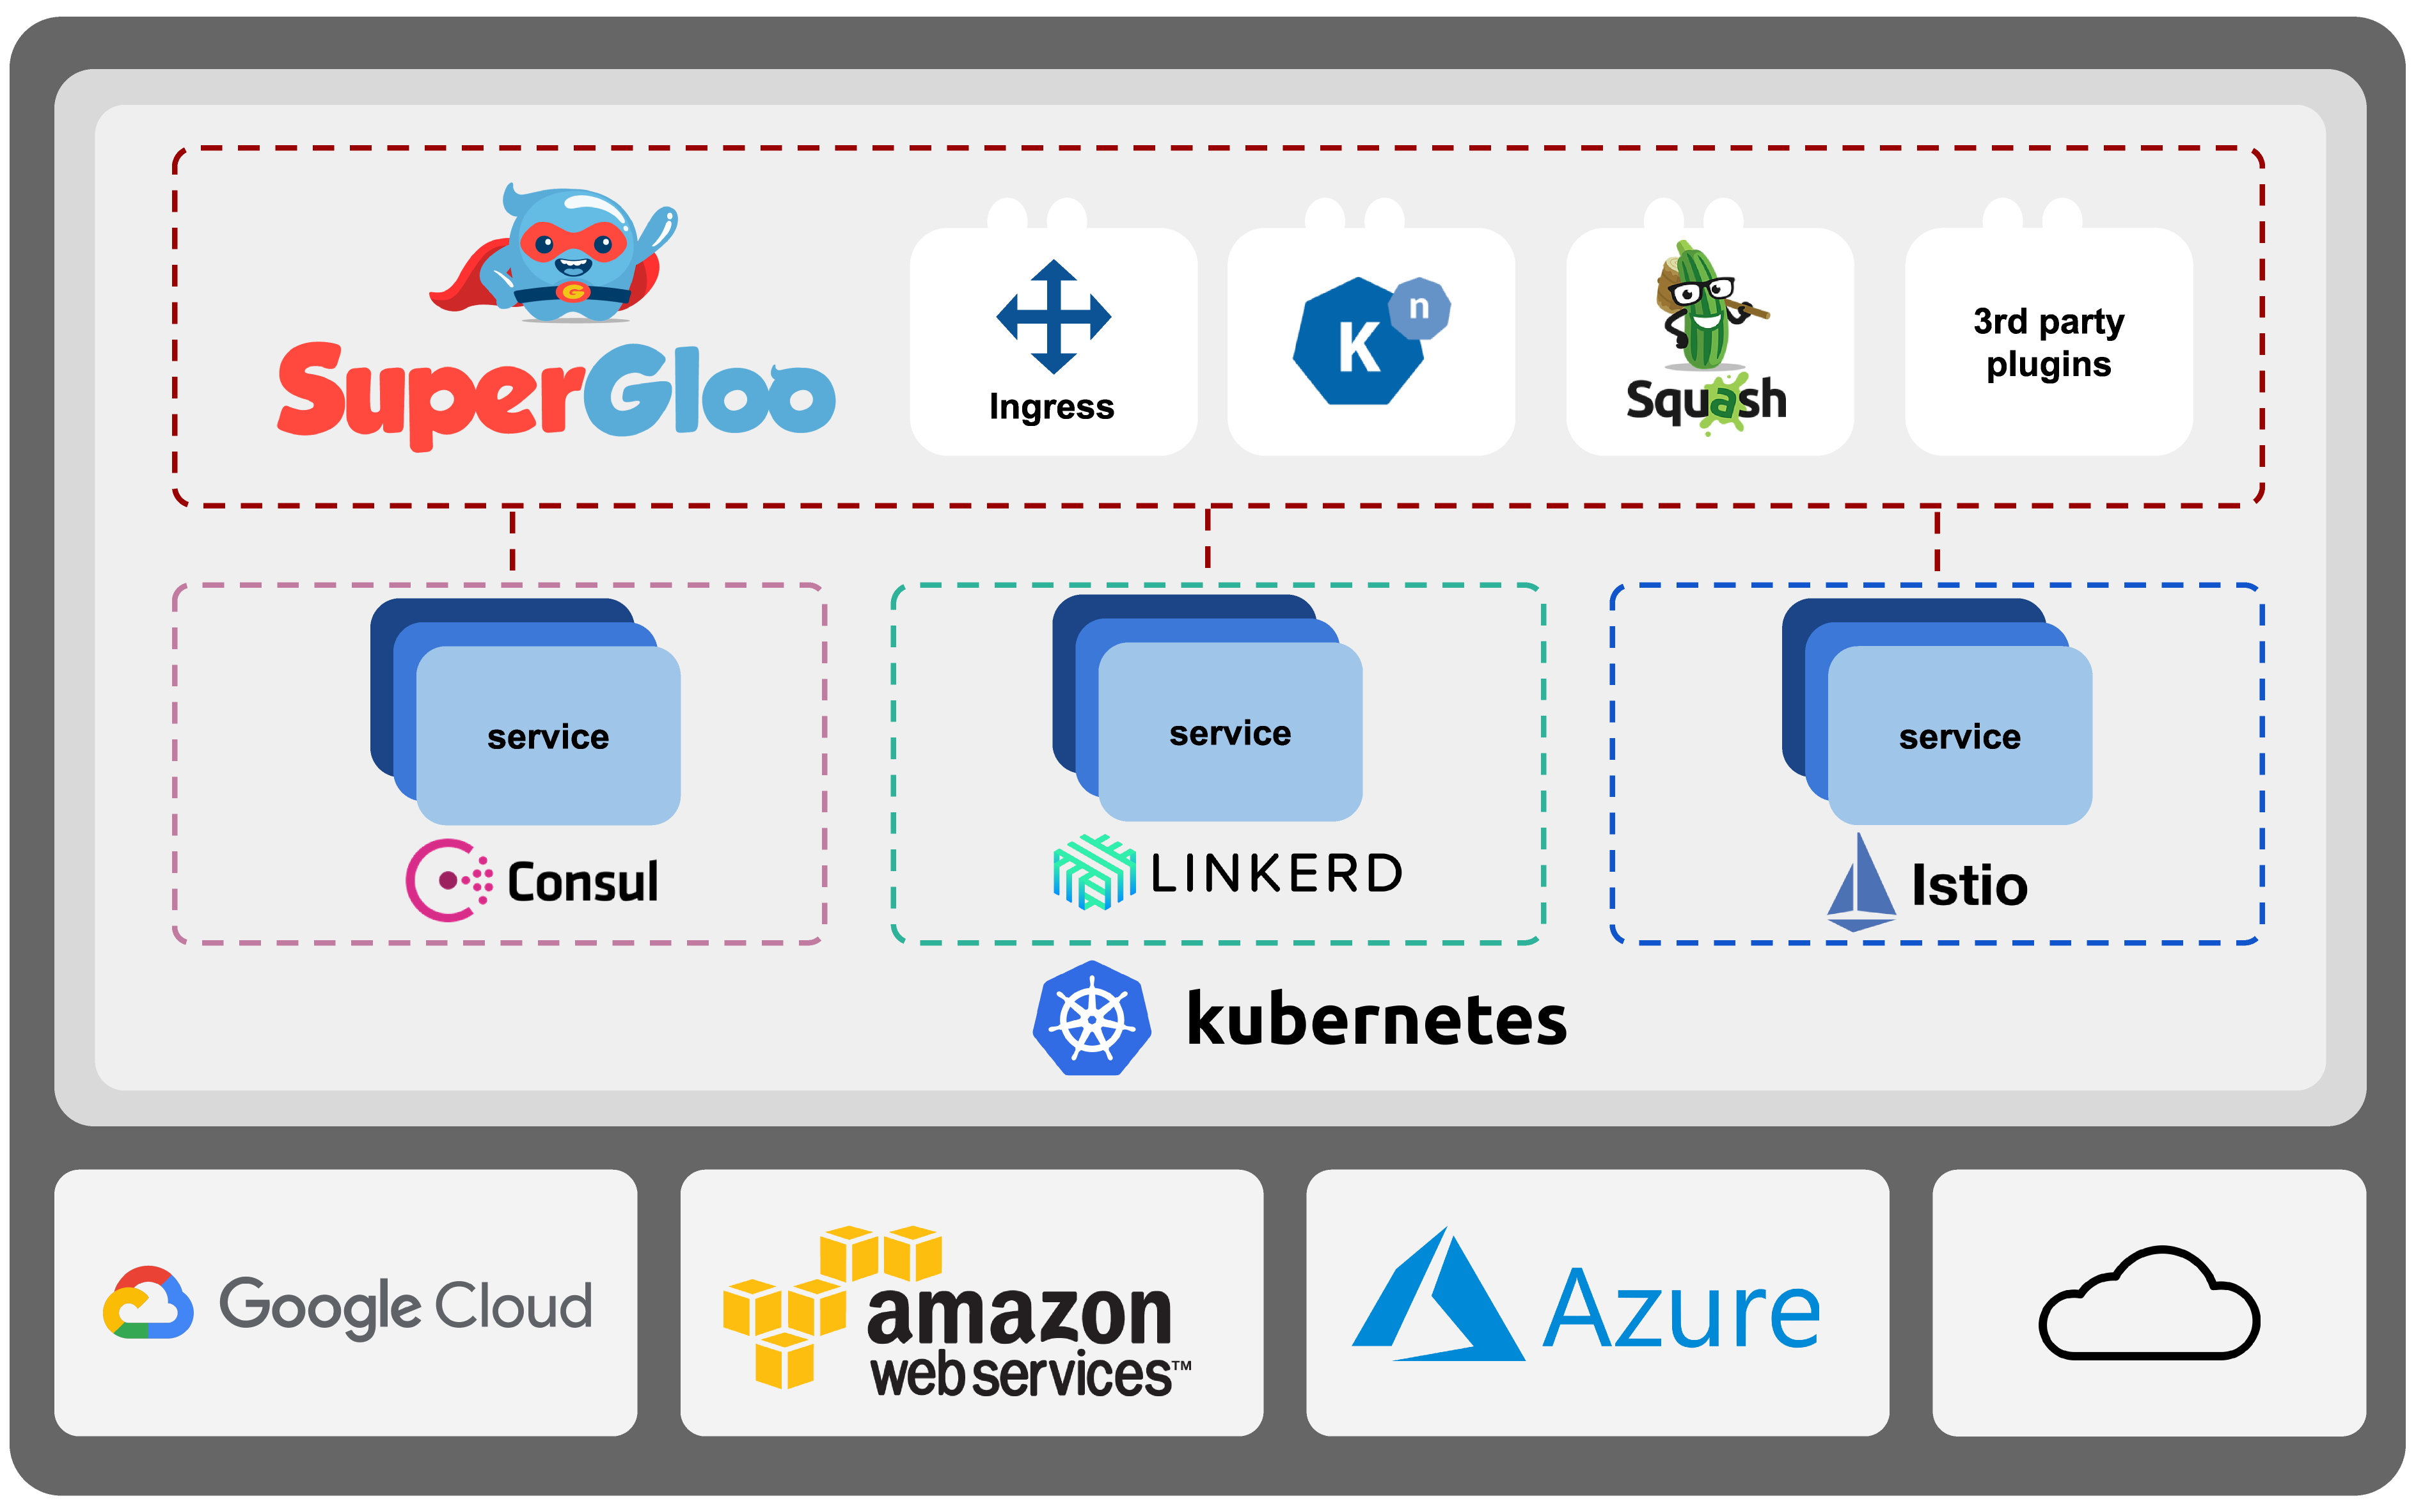 G
SuperGloo
Ingress
K
n
Squash
3rd party
plugins
service
Consul
service
LINKERD
service
Istio
kubernetes
Google Cloud
amazon
web services™
Azure